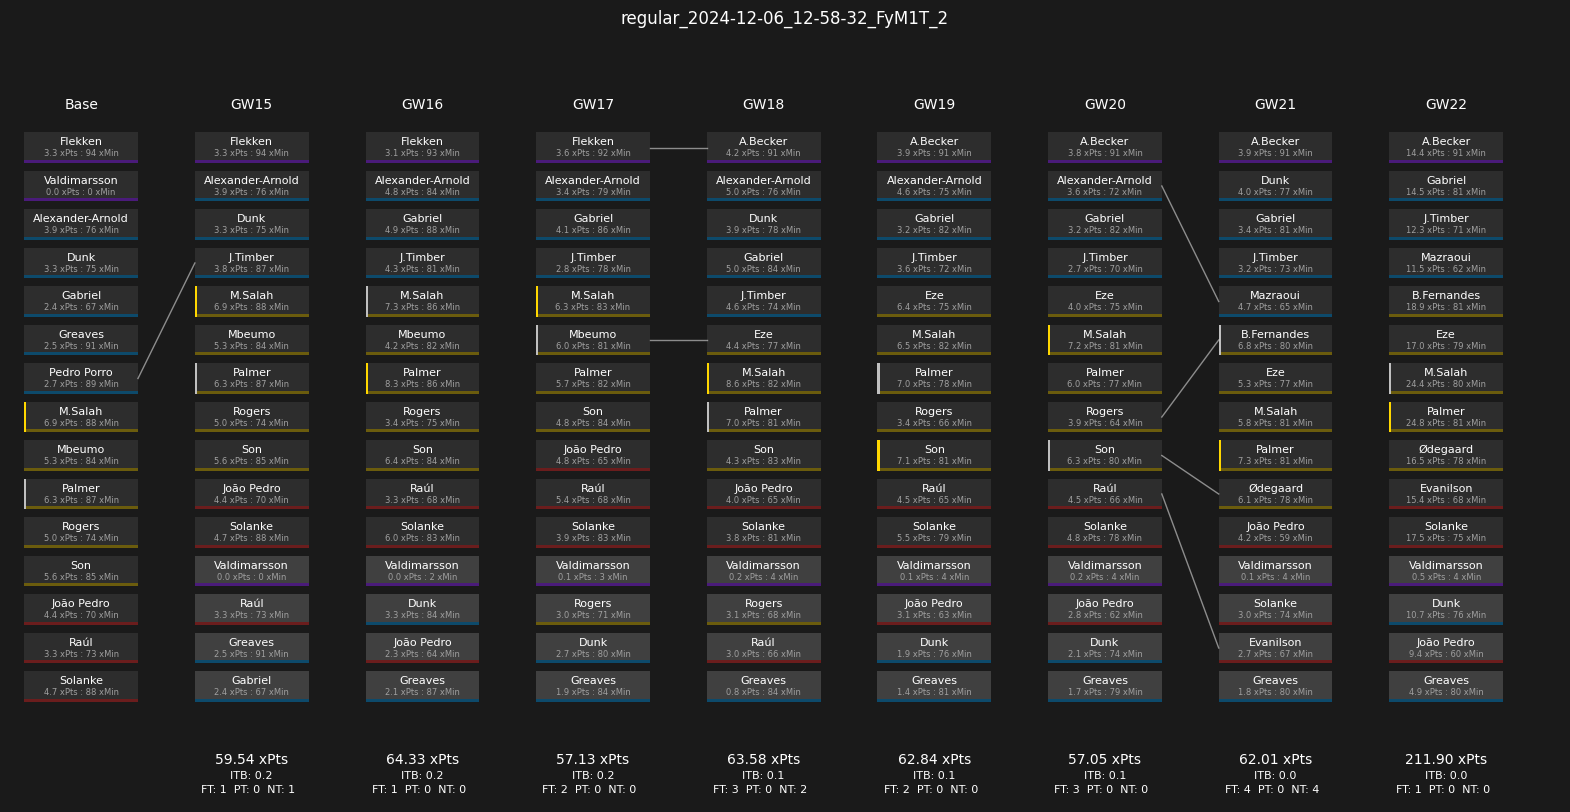 regular_2024-12-06_12-58-32_FyM1T_2
Base
Flekken
3.3 xPts : 94 xMin
Valdimarsson
0.0 xPts : 0 xMin
Alexander-Arnold
3.9 xPts : 76 xMin
Dunk
3.3 xPts : 75 xMin
Gabriel
2.4 xPts : 67 xMin
Greaves
2.5 xPts : 91 xMin
Pedro Porro
2.7 xPts : 89 xMin
M.Salah
6.9 xPts : 88 xMin
Mbeumo
5.3 xPts : 84 xMin
Palmer
6.3 xPts : 87 xMin
Rogers
5.0 xPts : 74 xMin
Son
5.6 xPts : 85 xMin
João Pedro
4.4 xPts : 70 xMin
Raúl
3.3 xPts : 73 xMin
Solanke
4.7 xPts : 88 xMin
GW15
Flekken
3.3 xPts : 94 xMin
Alexander-Arnold
3.9 xPts : 76 xMin
Dunk
3.3 xPts : 75 xMin
J.Timber
3.8 xPts : 87 xMin
M.Salah
6.9 xPts : 88 xMin
Mbeumo
5.3 xPts : 84 xMin
Palmer
6.3 xPts : 87 xMin
Rogers
5.0 xPts : 74 xMin
Son
5.6 xPts : 85 xMin
João Pedro
4.4 xPts : 70 xMin
Solanke
4.7 xPts : 88 xMin
Valdimarsson
0.0 xPts : 0 xMin
Raúl
3.3 xPts : 73 xMin
Greaves
2.5 xPts : 91 xMin
Gabriel
2.4 xPts : 67 xMin
59.54 xPts
ITB: 0.2
FT: 1 PT: 0 NT: 1
GW16
Flekken
3.1 xPts : 93 xMin
Alexander-Arnold
4.8 xPts : 84 xMin
Gabriel
4.9 xPts : 88 xMin
J.Timber
4.3 xPts : 81 xMin
M.Salah
7.3 xPts : 86 xMin
Mbeumo
4.2 xPts : 82 xMin
Palmer
8.3 xPts : 86 xMin
Rogers
3.4 xPts : 75 xMin
Son
6.4 xPts : 84 xMin
Raúl
3.3 xPts : 68 xMin
Solanke
6.0 xPts : 83 xMin
Valdimarsson
0.0 xPts : 2 xMin
Dunk
3.3 xPts : 84 xMin
João Pedro
2.3 xPts : 64 xMin
Greaves
2.1 xPts : 87 xMin
64.33 xPts
ITB: 0.2
FT: 1 PT: 0 NT: 0
GW17
Flekken
3.6 xPts : 92 xMin
Alexander-Arnold
3.4 xPts : 79 xMin
Gabriel
4.1 xPts : 86 xMin
J.Timber
2.8 xPts : 78 xMin
M.Salah
6.3 xPts : 83 xMin
Mbeumo
6.0 xPts : 81 xMin
Palmer
5.7 xPts : 82 xMin
Son
4.8 xPts : 84 xMin
João Pedro
4.8 xPts : 65 xMin
Raúl
5.4 xPts : 68 xMin
Solanke
3.9 xPts : 83 xMin
Valdimarsson
0.1 xPts : 3 xMin
Rogers
3.0 xPts : 71 xMin
Dunk
2.7 xPts : 80 xMin
Greaves
1.9 xPts : 84 xMin
57.13 xPts
ITB: 0.2
FT: 2 PT: 0 NT: 0
GW18
A.Becker
4.2 xPts : 91 xMin
Alexander-Arnold
5.0 xPts : 76 xMin
Dunk
3.9 xPts : 78 xMin
Gabriel
5.0 xPts : 84 xMin
J.Timber
4.6 xPts : 74 xMin
Eze
4.4 xPts : 77 xMin
M.Salah
8.6 xPts : 82 xMin
Palmer
7.0 xPts : 81 xMin
Son
4.3 xPts : 83 xMin
João Pedro
4.0 xPts : 65 xMin
Solanke
3.8 xPts : 81 xMin
Valdimarsson
0.2 xPts : 4 xMin
Rogers
3.1 xPts : 68 xMin
Raúl
3.0 xPts : 66 xMin
Greaves
0.8 xPts : 84 xMin
63.58 xPts
ITB: 0.1
FT: 3 PT: 0 NT: 2
GW19
A.Becker
3.9 xPts : 91 xMin
Alexander-Arnold
4.6 xPts : 75 xMin
Gabriel
3.2 xPts : 82 xMin
J.Timber
3.6 xPts : 72 xMin
Eze
6.4 xPts : 75 xMin
M.Salah
6.5 xPts : 82 xMin
Palmer
7.0 xPts : 78 xMin
Rogers
3.4 xPts : 66 xMin
Son
7.1 xPts : 81 xMin
Raúl
4.5 xPts : 65 xMin
Solanke
5.5 xPts : 79 xMin
Valdimarsson
0.1 xPts : 4 xMin
João Pedro
3.1 xPts : 63 xMin
Dunk
1.9 xPts : 76 xMin
Greaves
1.4 xPts : 81 xMin
62.84 xPts
ITB: 0.1
FT: 2 PT: 0 NT: 0
GW20
A.Becker
3.8 xPts : 91 xMin
Alexander-Arnold
3.6 xPts : 72 xMin
Gabriel
3.2 xPts : 82 xMin
J.Timber
2.7 xPts : 70 xMin
Eze
4.0 xPts : 75 xMin
M.Salah
7.2 xPts : 81 xMin
Palmer
6.0 xPts : 77 xMin
Rogers
3.9 xPts : 64 xMin
Son
6.3 xPts : 80 xMin
Raúl
4.5 xPts : 66 xMin
Solanke
4.8 xPts : 78 xMin
Valdimarsson
0.2 xPts : 4 xMin
João Pedro
2.8 xPts : 62 xMin
Dunk
2.1 xPts : 74 xMin
Greaves
1.7 xPts : 79 xMin
57.05 xPts
ITB: 0.1
FT: 3 PT: 0 NT: 0
GW21
A.Becker
3.9 xPts : 91 xMin
Dunk
4.0 xPts : 77 xMin
Gabriel
3.4 xPts : 81 xMin
J.Timber
3.2 xPts : 73 xMin
Mazraoui
4.7 xPts : 65 xMin
B.Fernandes
6.8 xPts : 80 xMin
Eze
5.3 xPts : 77 xMin
M.Salah
5.8 xPts : 81 xMin
Palmer
7.3 xPts : 81 xMin
Ødegaard
6.1 xPts : 78 xMin
João Pedro
4.2 xPts : 59 xMin
Valdimarsson
0.1 xPts : 4 xMin
Solanke
3.0 xPts : 74 xMin
Evanilson
2.7 xPts : 67 xMin
Greaves
1.8 xPts : 80 xMin
62.01 xPts
ITB: 0.0
FT: 4 PT: 0 NT: 4
GW22
A.Becker
14.4 xPts : 91 xMin
Gabriel
14.5 xPts : 81 xMin
J.Timber
12.3 xPts : 71 xMin
Mazraoui
11.5 xPts : 62 xMin
B.Fernandes
18.9 xPts : 81 xMin
Eze
17.0 xPts : 79 xMin
M.Salah
24.4 xPts : 80 xMin
Palmer
24.8 xPts : 81 xMin
Ødegaard
16.5 xPts : 78 xMin
Evanilson
15.4 xPts : 68 xMin
Solanke
17.5 xPts : 75 xMin
Valdimarsson
0.5 xPts : 4 xMin
Dunk
10.7 xPts : 76 xMin
João Pedro
9.4 xPts : 60 xMin
Greaves
4.9 xPts : 80 xMin
211.90 xPts
ITB: 0.0
FT: 1 PT: 0 NT: 0